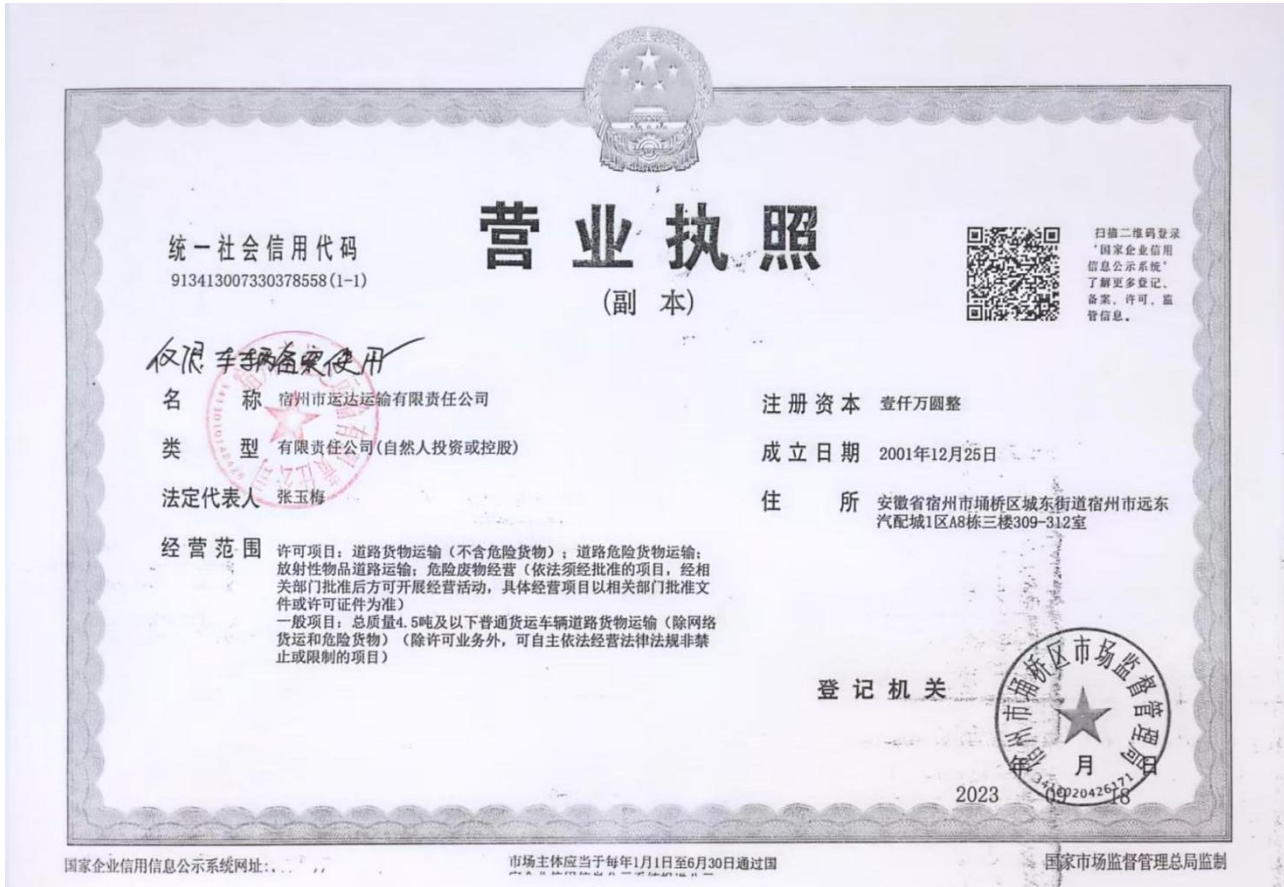 营业执照
(副 本)
统一社会信用代码
913413007330378558(1-1)
扫描二维码登录
“国家企业信用
信息公示系统”
了解更多登记、
备案、许可、监
管信息。
仅限车辆备案使用
名 称 宿州市运达运输有限责任公司
类 型 有限责任公司(自然人投资或控股)
法定代表人 张玉梅
经营范围 许可项目：道路货物运输（不含危险货物）；道路危险货物运输；
放射性物品道路运输；危险废物经营（依法须经批准的项目，经相
关部门批准后方可开展经营活动，具体经营项目以相关部门批准文
件或许可证件为准）
一般项目：总质量4.5吨及以下普通货运车辆道路货物运输（除网络
货运和危险货物）（除许可业务外，可自主依法经营法律法规非禁
止或限制的项目）
注册资本 壹仟万圆整
成立日期 2001年12月25日
住 所 安徽省宿州市埇桥区城东街道宿州市远东
汽配城1区A8栋三楼309-312室
登记机关
宿州市埇桥区市场监督管理局
年 月 日
2023 09 18
国家企业信用信息公示系统网址：
市场主体应当于每年1月1日至6月30日通过国
国家市场监督管理总局监制